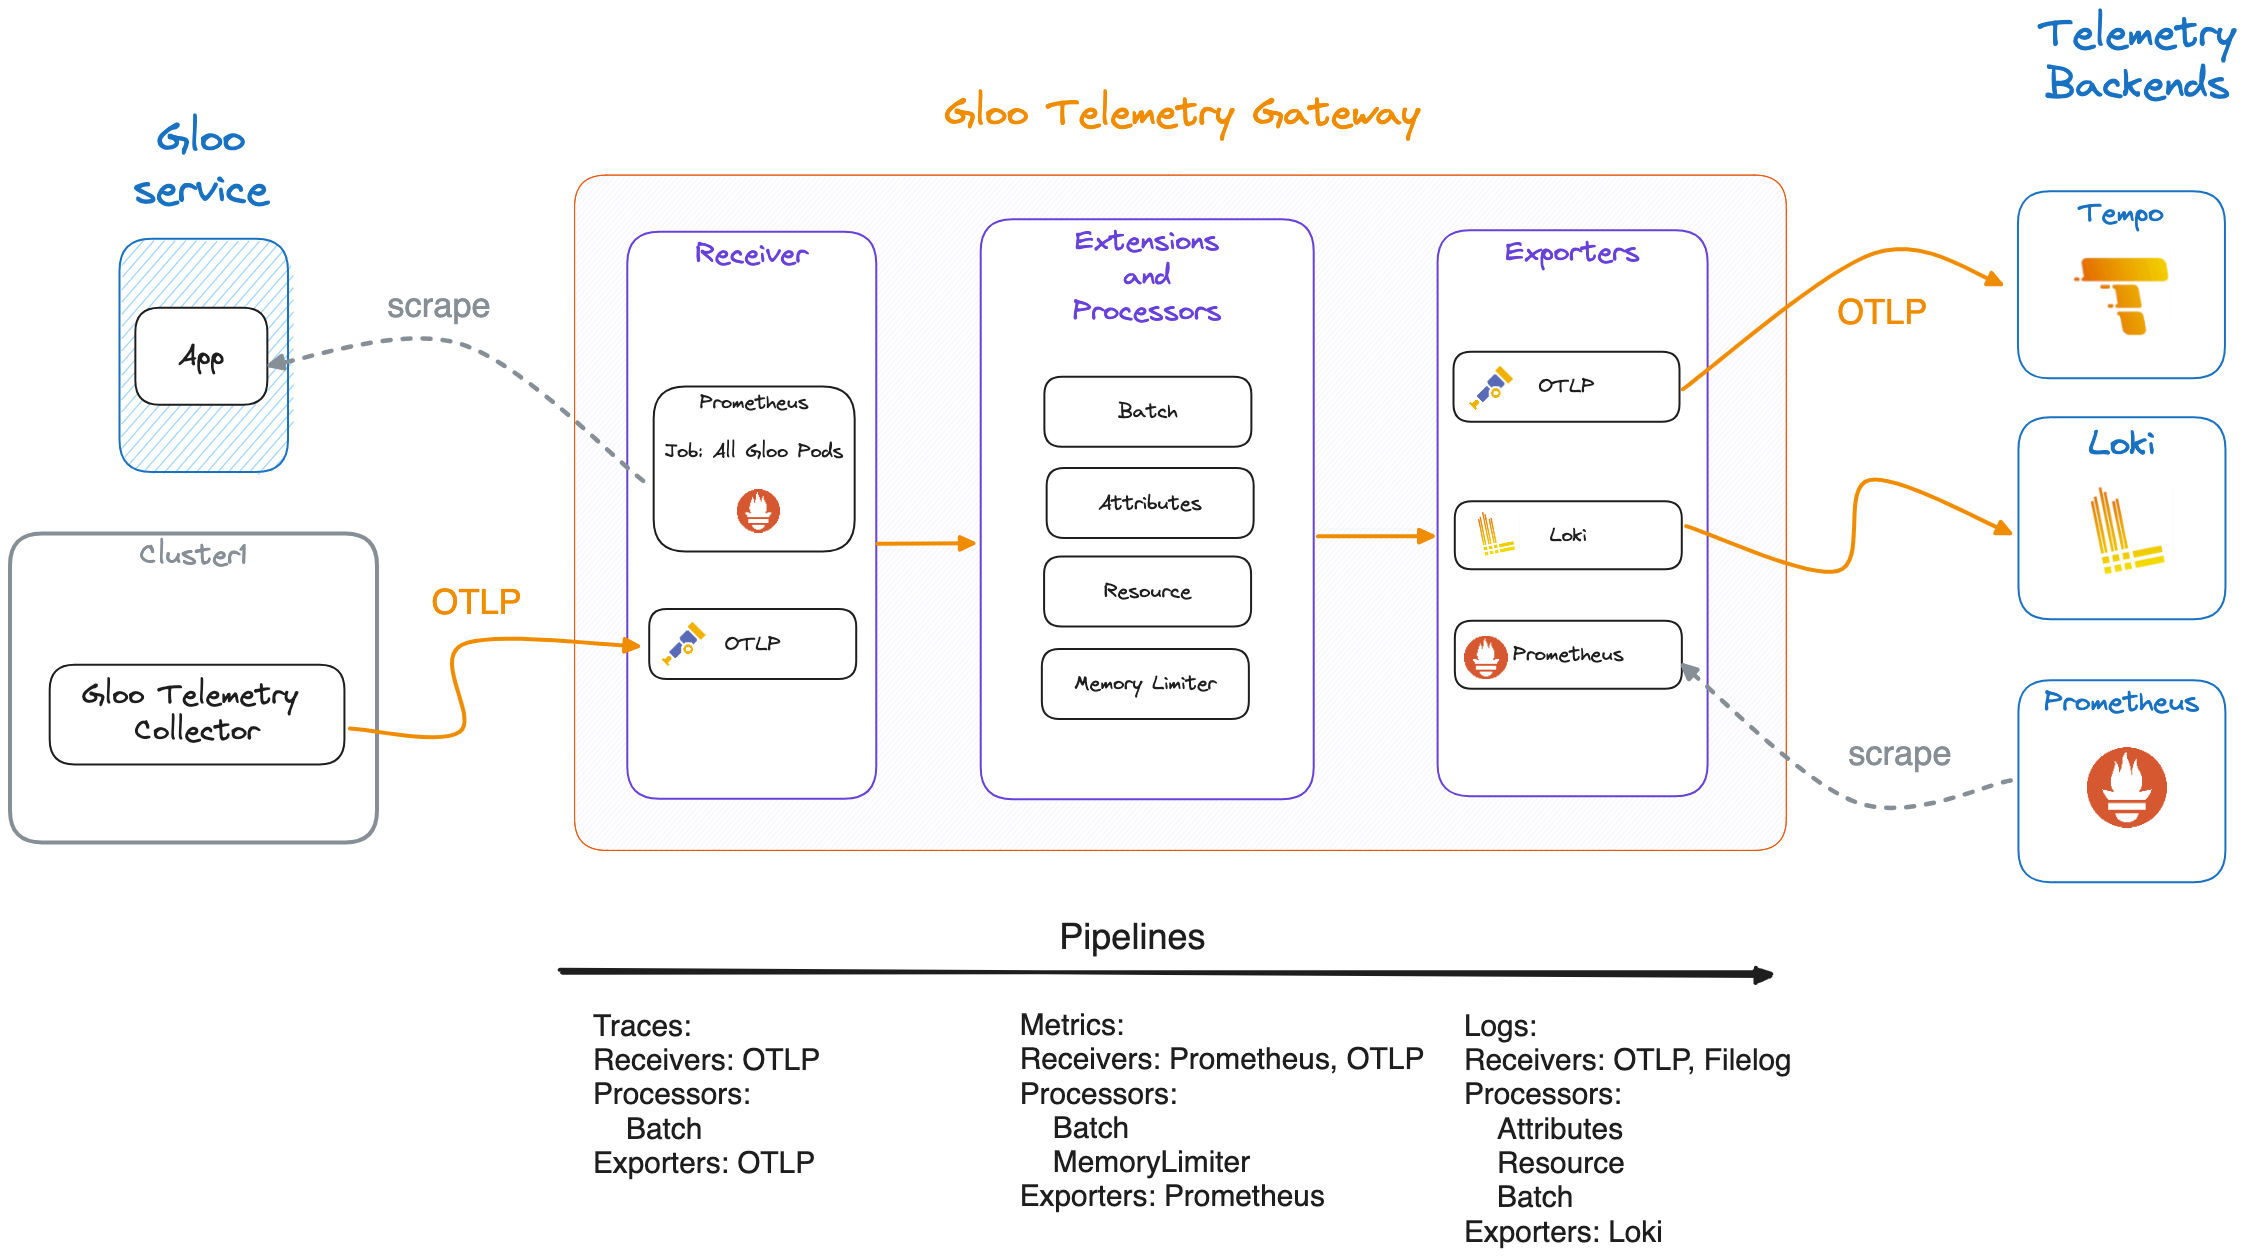 Telemetry
Backends
Gloo Telemetry Gateway
Gloo
service
App
scrape
Cluster1
Gloo Telemetry
Collector
OTLP
Receiver
Prometheus
Job: All Gloo Pods
OTLP
Extensions
and
Processors
Batch
Attributes
Resource
Memory Limiter
Exporters
OTLP
Loki
Prometheus
OTLP
scrape
Tempo
Loki
Prometheus
Pipelines
Traces:
Receivers: OTLP
Processors:
Batch
Exporters: OTLP
Metrics:
Receivers: Prometheus, OTLP
Processors:
Batch
MemoryLimiter
Exporters: Prometheus
Logs:
Receivers: OTLP, Filelog
Processors:
Attributes
Resource
Batch
Exporters: Loki